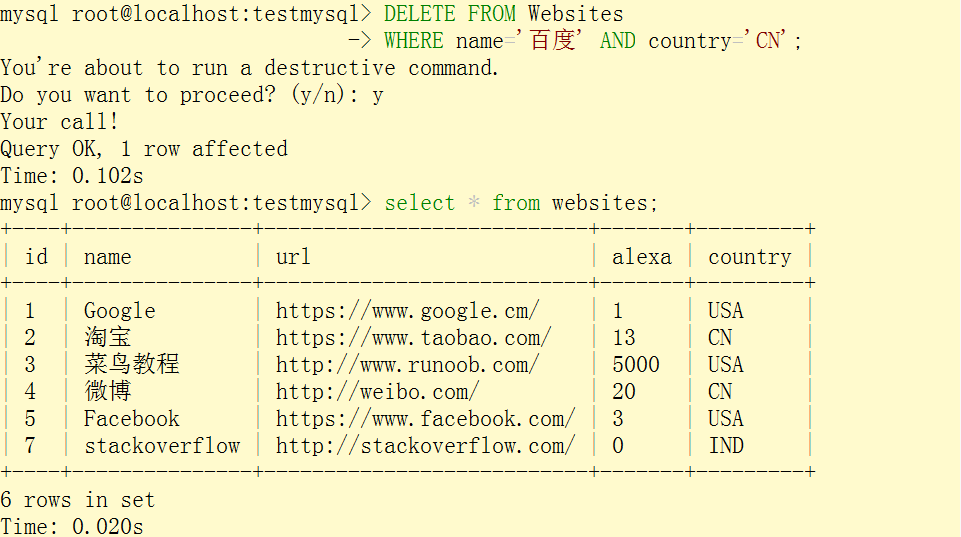 mysql root@localhost:testmysql> DELETE FROM Websites
-> WHERE name='百度' AND country='CN';
You're about to run a destructive command.
Do you want to proceed? (y/n): y
Your call!
Query OK, 1 row affected
Time: 0.102s
mysql root@localhost:testmysql> select * from websites;
+----+---------------+---------------------------+-------+---------+
| id | name | url | alexa | country |
+----+---------------+---------------------------+-------+---------+
| 1 | Google | https://www.google.cm/ | 1 | USA |
| 2 | 淘宝 | https://www.taobao.com/ | 13 | CN |
| 3 | 菜鸟教程 | http://www.runoob.com/ | 5000 | USA |
| 4 | 微博 | http://weibo.com/ | 20 | CN |
| 5 | Facebook | https://www.facebook.com/ | 3 | USA |
| 7 | stackoverflow | http://stackoverflow.com/ | 0 | IND |
+----+---------------+---------------------------+-------+---------+
6 rows in set
Time: 0.020s